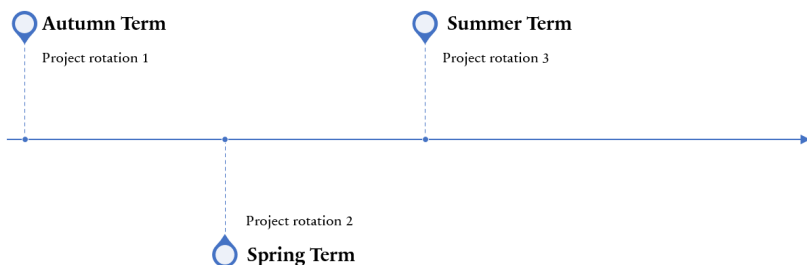 Autumn Term
Project rotation 1
Summer Term
Project rotation 3
Project rotation 2
Spring Term